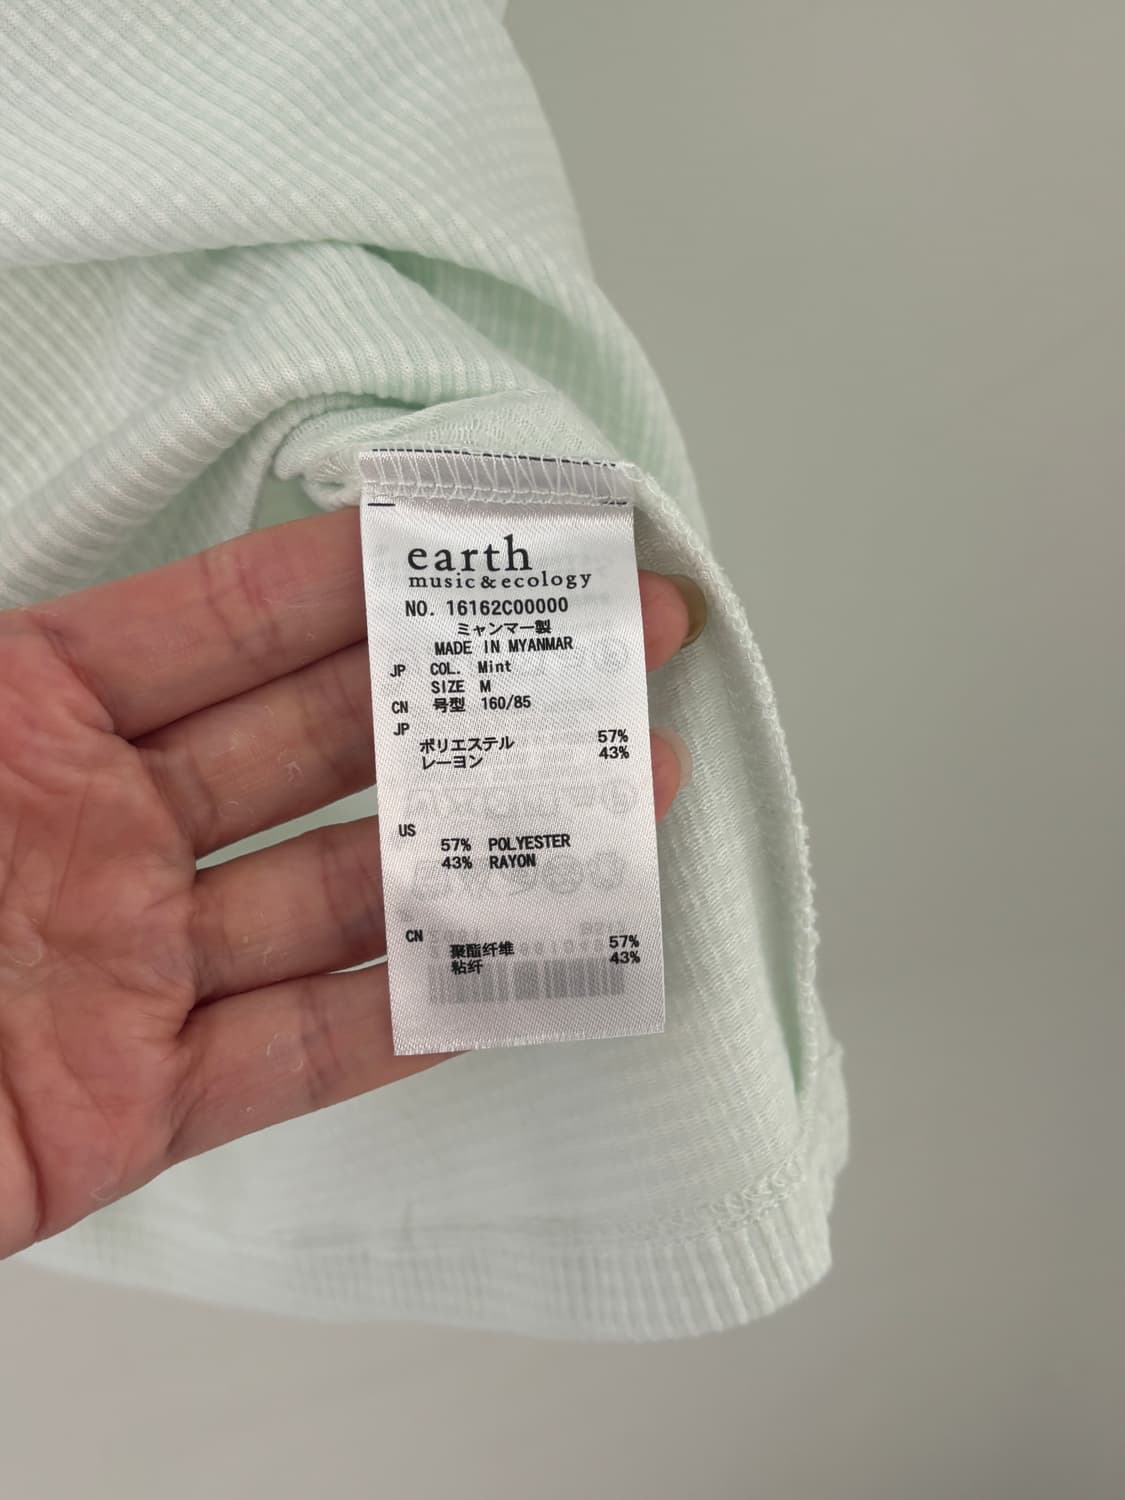 earth
music & ecology
NO. 16162C00000
ミャンマー製
MADE IN MYANMAR
JP COL. Mint
SIZE M
CN 号型 160/85
JP
ポリエステル 57%
レーヨン 43%
US
57% POLYESTER
43% RAYON
CN
聚酯纤维 57%
粘纤 43%